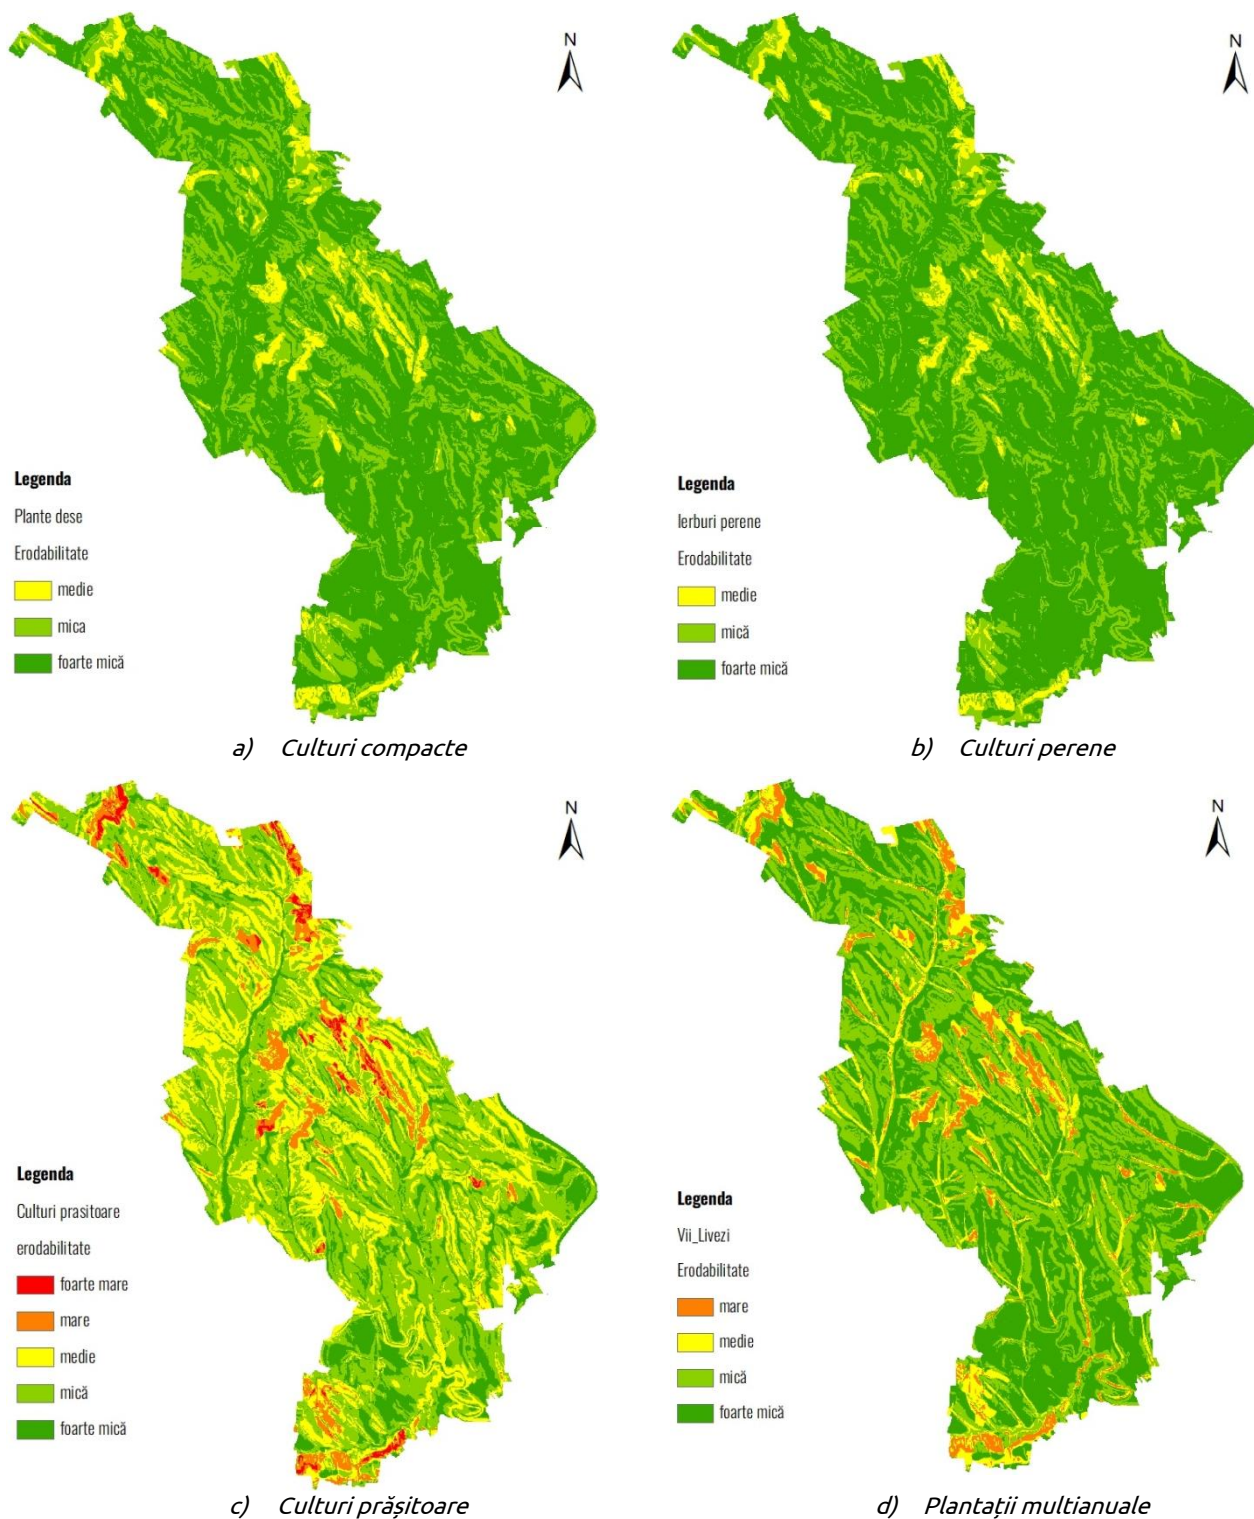 N
Legenda
Plante dese
Erodabilitate
medie
mica
foarte mică
a) Culturi compacte
N
Legenda
Ierburi perene
Erodabilitate
medie
mică
foarte mică
b) Culturi perene
N
Legenda
Culturi prasitoare
erodabilitate
foarte mare
mare
medie
mică
foarte mică
c) Culturi prășitoare
N
Legenda
Vii_Livezi
Erodabilitate
mare
medie
mică
foarte mică
d) Plantații multianuale